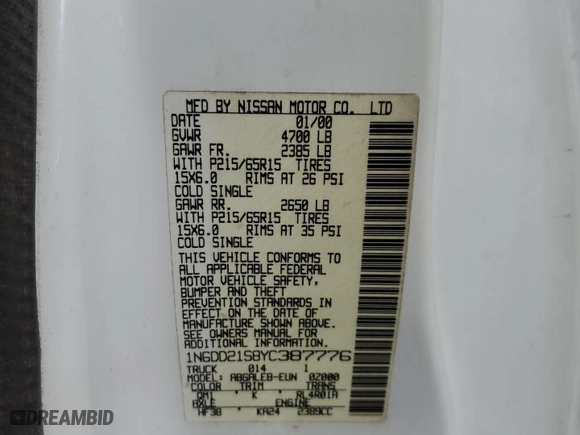 MFD BY NISSAN MOTOR CO. LTD
DATE 01/00
GVWR 4700 LB
GAWR FR. 2385 LB
WITH P215/65R15 TIRES
15X6.0 RIMS AT 26 PSI
COLD SINGLE
GAWR RR. 2650 LB
WITH P215/65R15 TIRES
15X6.0 RIMS AT 35 PSI
COLD SINGLE
THIS VEHICLE CONFORMS TO
ALL APPLICABLE FEDERAL
MOTOR VEHICLE SAFETY,
BUMPER AND THEFT
PREVENTION STANDARDS IN
EFFECT ON THE DATE OF
MANUFACTURE SHOWN ABOVE.
SEE OWNERS MANUAL FOR
ADDITIONAL INFORMATION.
1N6DD21S8YC387776
TRUCK 014 1
MODEL: ABGALEB-EUN 02000
COLOR TRIM TRANS
QM1 K RL4R01A
AXLE ENGINE
HF38 KA24 2389CC
DREAMBID